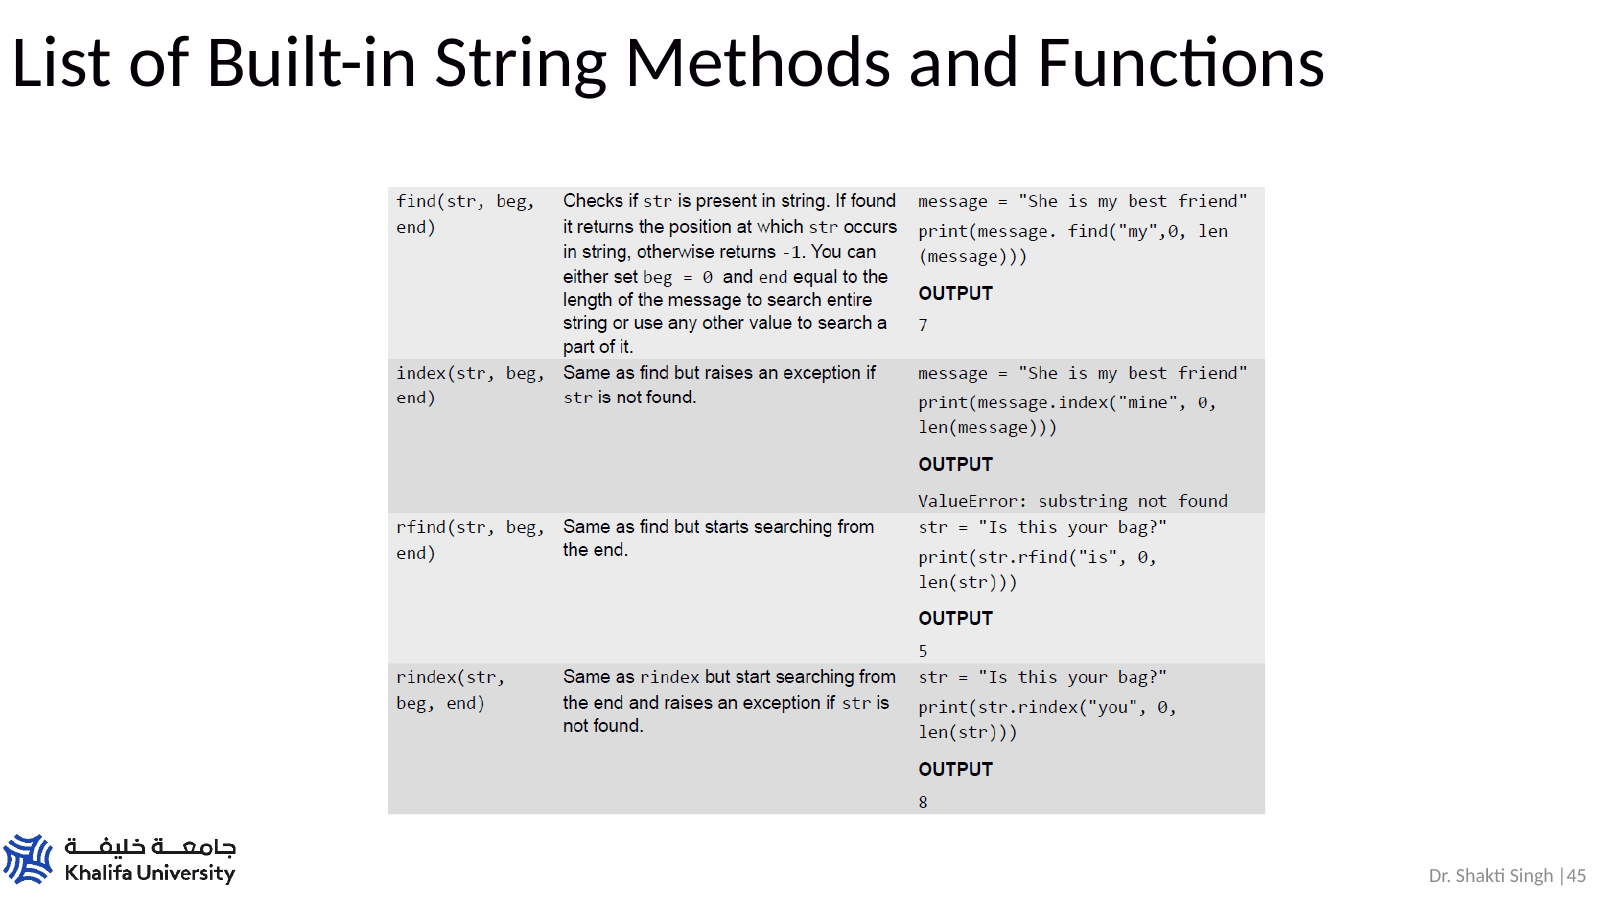 List of Built-in String Methods and Functions
find(str, beg,
end)
Checks if str is present in string. If found
it returns the position at which str occurs
in string, otherwise returns -1. You can
either set beg = 0 and end equal to the
length of the message to search entire
string or use any other value to search a
part of it.
message = "She is my best friend"
print(message. find("my",0, len
(message)))
OUTPUT
7
index(str, beg,
end)
Same as find but raises an exception if
str is not found.
message = "She is my best friend"
print(message.index("mine", 0,
len(message)))
OUTPUT
ValueError: substring not found
rfind(str, beg,
end)
Same as find but starts searching from
the end.
str = "Is this your bag?"
print(str.rfind("is", 0,
len(str)))
OUTPUT
5
rindex(str,
beg, end)
Same as rindex but start searching from
the end and raises an exception if str is
not found.
str = "Is this your bag?"
print(str.rindex("you", 0,
len(str)))
OUTPUT
8
جامعـة خليفـة
Khalifa University
Dr. Shakti Singh |45